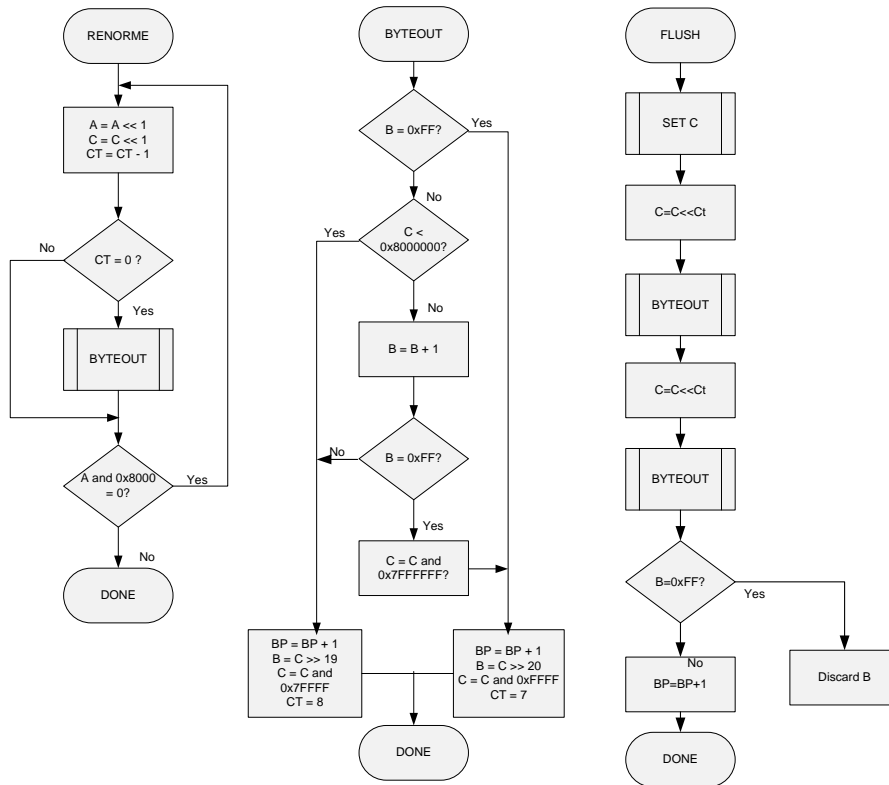 RENORME
A = A << 1
C = C << 1
CT = CT - 1
No
CT = 0 ?
Yes
BYTEOUT
A and 0x8000
= 0?
Yes
No
DONE
BYTEOUT
B = 0xFF?
Yes
No
Yes
C <
0x8000000?
No
B = B + 1
No
B = 0xFF?
Yes
C = C and
0x7FFFFFF?
BP = BP + 1
B = C >> 19
C = C and
0x7FFFF
CT = 8
BP = BP + 1
B = C >> 20
C = C and 0xFFFF
CT = 7
DONE
FLUSH
SET C
C=C<<Ct
BYTEOUT
C=C<<Ct
BYTEOUT
B=0xFF?
Yes
No
BP=BP+1
Discard B
DONE